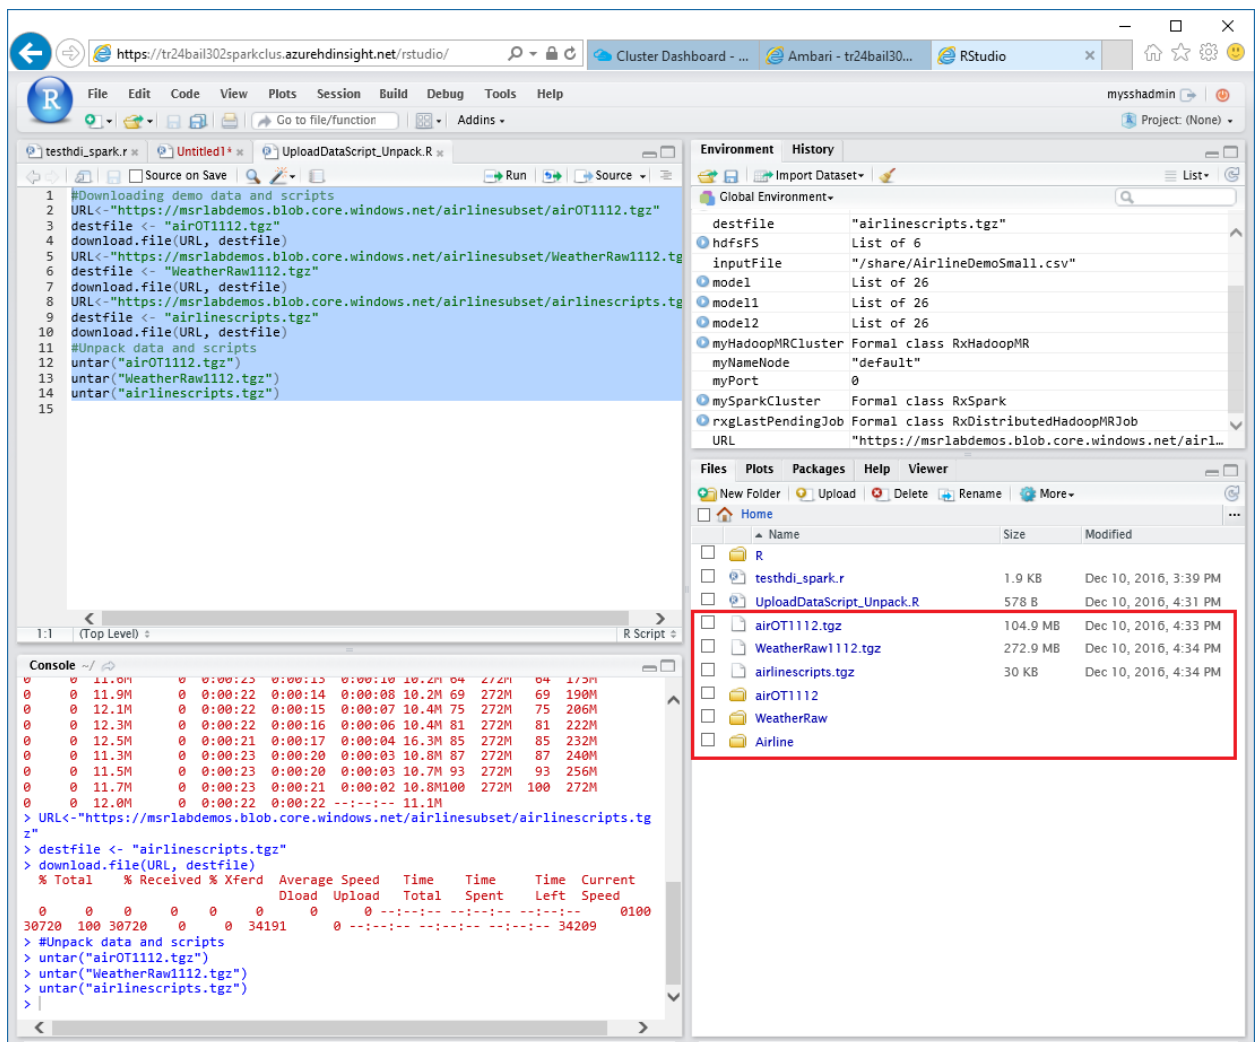 https://tr24bail302sparkclus.azurehdinsight.net/rstudio/
Cluster Dashboard - ...
Ambari - tr24bail30...
RStudio
R
File Edit Code View Plots Session Build Debug Tools Help
mysshadmin
Go to file/function
Addins
Project: (None)
testhdi_spark.r
Untitled1*
UploadDataScript_Unpack.R
Source on Save
Run
Source
1 #Downloading demo data and scripts
2 URL<-"https://msrlabdemos.blob.core.windows.net/airlinesubset/airOT1112.tgz"
3 destfile <- "airOT1112.tgz"
4 download.file(URL, destfile)
5 URL<-"https://msrlabdemos.blob.core.windows.net/airlinesubset/WeatherRaw1112.tg
6 destfile <- "WeatherRaw1112.tgz"
7 download.file(URL, destfile)
8 URL<-"https://msrlabdemos.blob.core.windows.net/airlinesubset/airlinescripts.tg
9 destfile <- "airlinescripts.tgz"
10 download.file(URL, destfile)
11 #Unpack data and scripts
12 untar("airOT1112.tgz")
13 untar("WeatherRaw1112.tgz")
14 untar("airlinescripts.tgz")
15
1:1 (Top Level) R Script
Console ~/
0 0 11.6M 0 0:00:23 0:00:13 0:00:10 10.2M 64 272M 64 175M
0 0 11.9M 0 0:00:22 0:00:14 0:00:08 10.2M 69 272M 69 190M
0 0 12.1M 0 0:00:22 0:00:15 0:00:07 10.4M 75 272M 75 206M
0 0 12.3M 0 0:00:22 0:00:16 0:00:06 10.4M 81 272M 81 222M
0 0 12.5M 0 0:00:21 0:00:17 0:00:04 16.3M 85 272M 85 232M
0 0 11.3M 0 0:00:23 0:00:20 0:00:03 10.8M 87 272M 87 240M
0 0 11.5M 0 0:00:23 0:00:20 0:00:03 10.7M 93 272M 93 256M
0 0 11.7M 0 0:00:23 0:00:21 0:00:02 10.8M100 272M 100 272M
0 0 12.0M 0 0:00:22 0:00:22 --:--:-- 11.1M
> URL<-"https://msrlabdemos.blob.core.windows.net/airlinesubset/airlinescripts.tg
z"
> destfile <- "airlinescripts.tgz"
> download.file(URL, destfile)
% Total % Received % Xferd Average Speed Time Time Time Current
Dload Upload Total Spent Left Speed
0 0 0 0 0 0 0 0 --:--:-- --:--:-- --:--:-- 0100
30720 100 30720 0 0 34191 0 --:--:-- --:--:-- --:--:-- 34209
> #Unpack data and scripts
> untar("airOT1112.tgz")
> untar("WeatherRaw1112.tgz")
> untar("airlinescripts.tgz")
>
Environment History
Import Dataset
List
Global Environment
destfile "airlinescripts.tgz"
hdfsFS List of 6
inputFile "/share/AirlineDemoSmall.csv"
model List of 26
model1 List of 26
model2 List of 26
myHadoopMRCluster Formal class RxHadoopMR
myNameNode "default"
myPort 0
mySparkCluster Formal class RxSpark
rxgLastPendingJob Formal class RxDistributedHadoopMRJob
URL "https://msrlabdemos.blob.core.windows.net/airl…
Files Plots Packages Help Viewer
New Folder Upload Delete Rename More
Home ...
Name Size Modified
R
testhdi_spark.r 1.9 KB Dec 10, 2016, 3:39 PM
UploadDataScript_Unpack.R 578 B Dec 10, 2016, 4:31 PM
airOT1112.tgz 104.9 MB Dec 10, 2016, 4:33 PM
WeatherRaw1112.tgz 272.9 MB Dec 10, 2016, 4:34 PM
airlinescripts.tgz 30 KB Dec 10, 2016, 4:34 PM
airOT1112
WeatherRaw
Airline